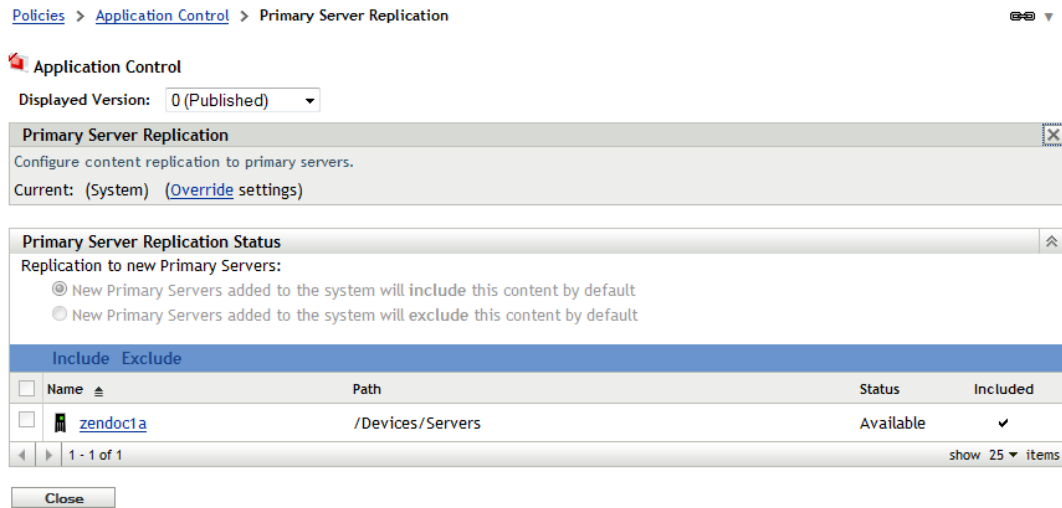 Policies > Application Control > Primary Server Replication
Application Control
Displayed Version: 0 (Published)
Primary Server Replication
Configure content replication to primary servers.
Current: (System) (Override settings)
Primary Server Replication Status
Replication to new Primary Servers:
New Primary Servers added to the system will include this content by default
New Primary Servers added to the system will exclude this content by default
Include Exclude
Name Path Status Included
zendoc1a /Devices/Servers Available
1 - 1 of 1 show 25 items
Close